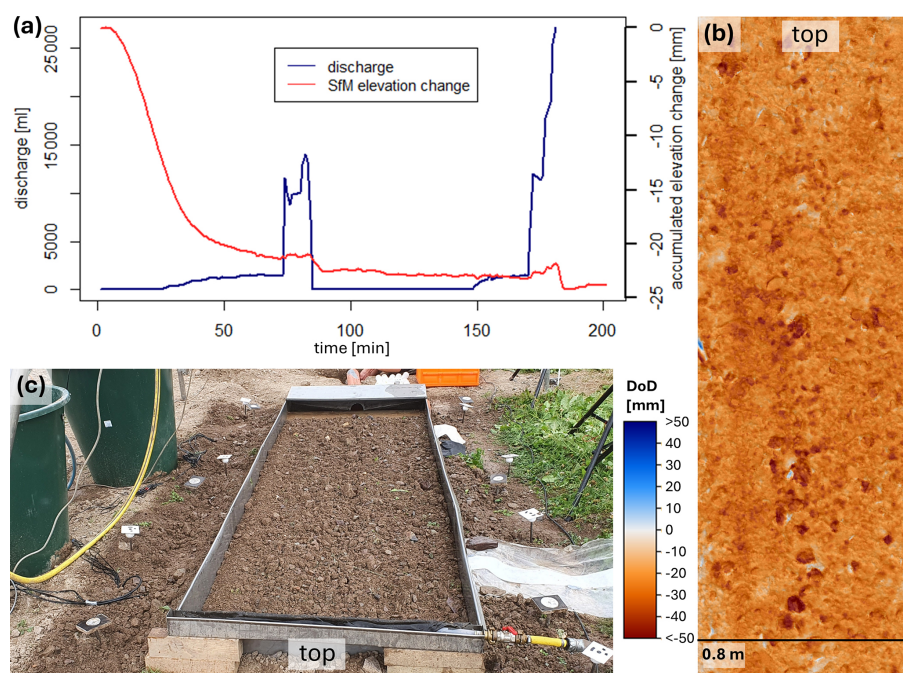 (a)
25000
15000
5000
0
discharge [ml]
discharge
SfM elevation change
0
-5
-10
-15
-20
-25
accumulated elevation change [mm]
0
50
100
150
200
time [min]
(b)
top
0.8 m
(c)
top
DoD
[mm]
>50
40
30
20
10
0
-10
-20
-30
-40
<-50